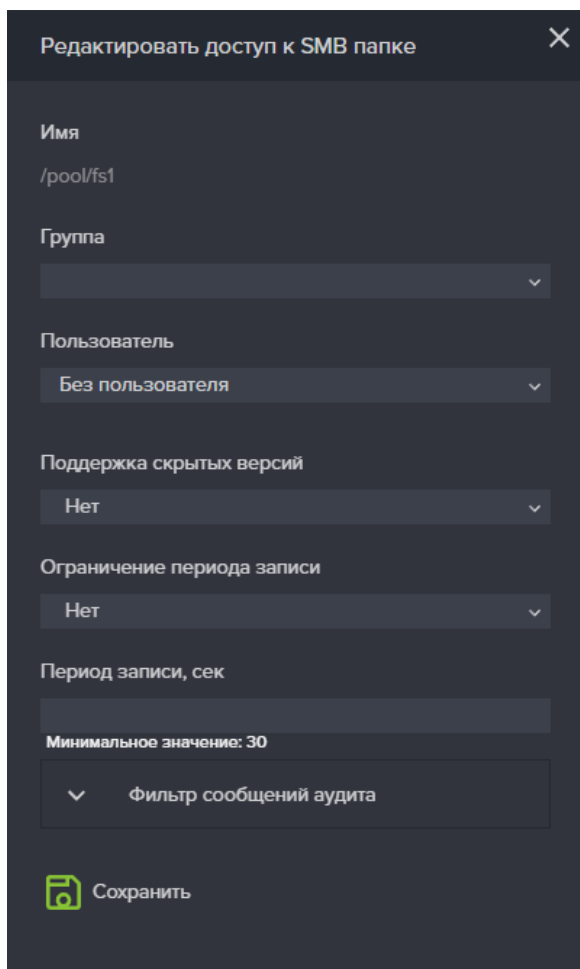 Редактировать доступ к SMB папке
Имя
/pool/fs1
Группа
Пользователь
Без пользователя
Поддержка скрытых версий
Нет
Ограничение периода записи
Нет
Период записи, сек
Минимальное значение: 30
Фильтр сообщений аудита
Сохранить